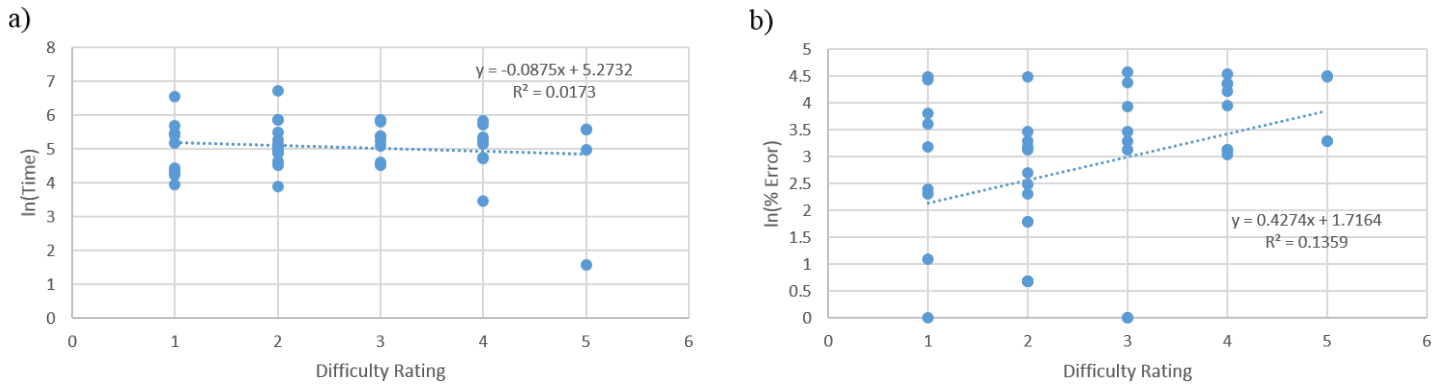 a)
8
7
6
5
4
3
2
1
0
ln(Time)
y = -0.0875x + 5.2732
R² = 0.0173
0 1 2 3 4 5 6
Difficulty Rating
b)
5
4.5
4
3.5
3
2.5
2
1.5
1
0.5
0
ln(% Error)
y = 0.4274x + 1.7164
R² = 0.1359
0 1 2 3 4 5 6
Difficulty Rating